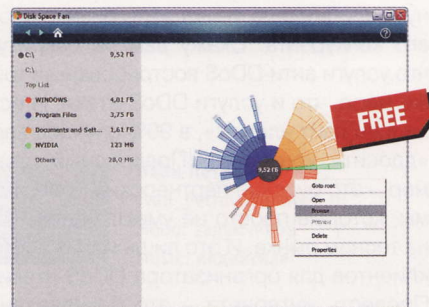 Disk Space Fan
C:\ 9,52 ГБ
C:\
Top List
WINDOWS 4,01 ГБ
Program Files 3,75 ГБ
Documents and Sett... 1,61 ГБ
NVIDIA 123 МБ
Others 28,0 МБ
9,52 ГБ
FREE
Goto root
Open
Browse
Preview
Delete
Properties